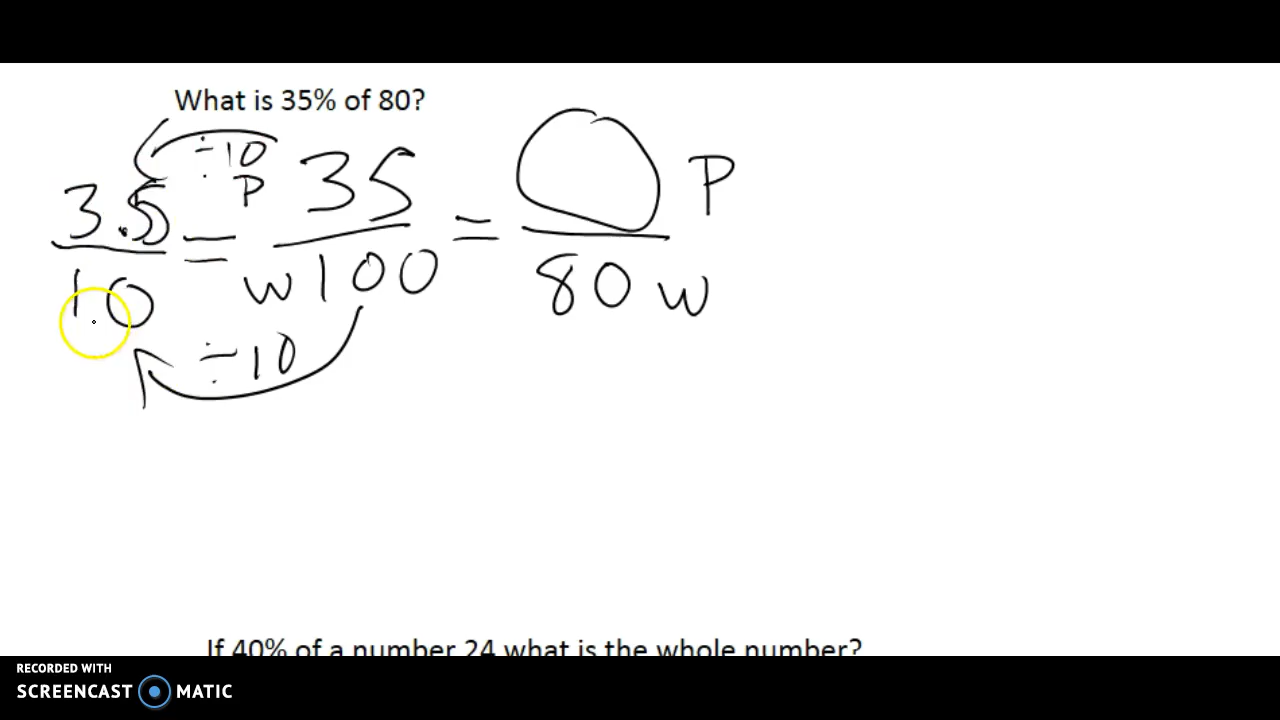 What is 35% of 80?
÷10
3.5 = P 35 = P
10 W 100 80 W
÷10
If 40% of a number 24 what is the whole number?
RECORDED WITH
SCREENCAST MATIC